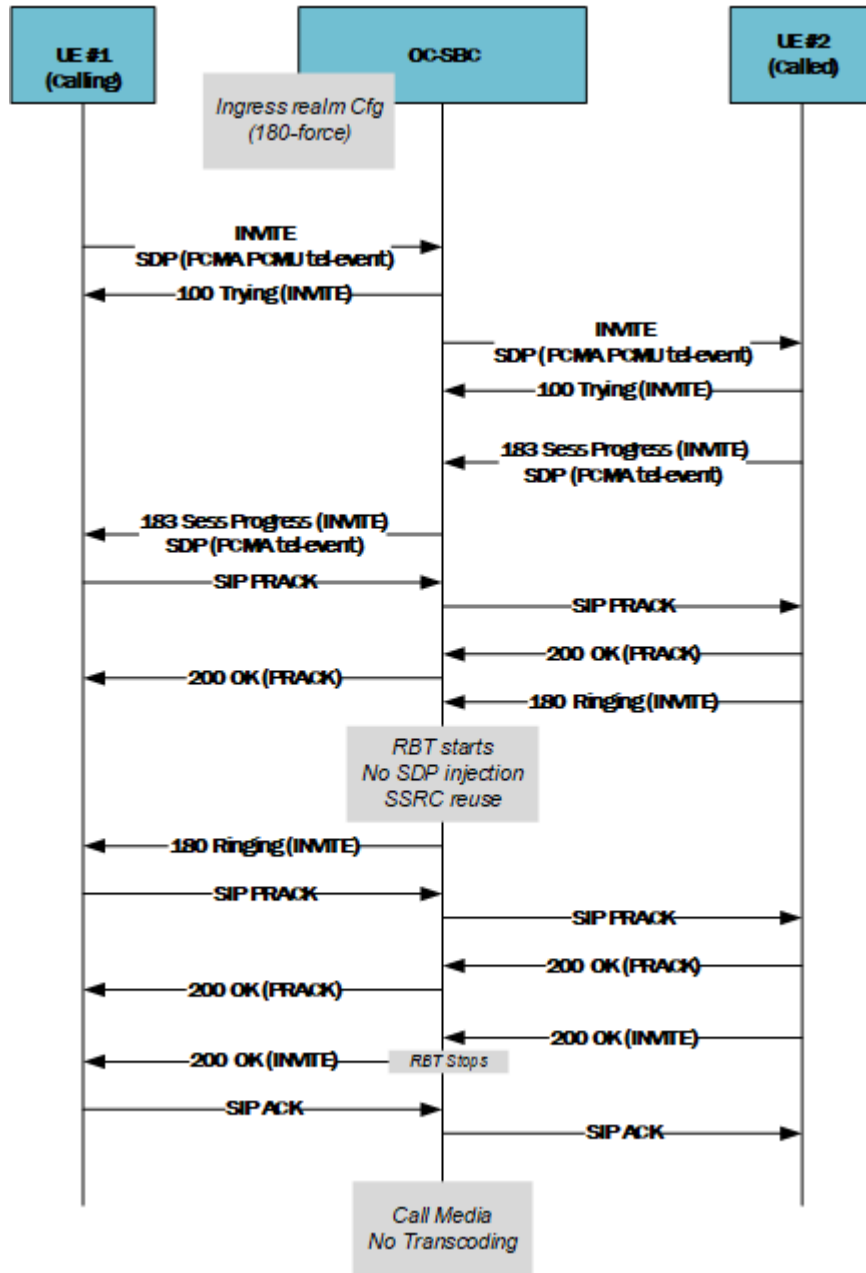 UE #1
(Calling)
OC-SBC
UE #2
(Called)
Ingress realm Cfg
(180-force)
INVITE
SDP (PCMA PCMU tel-event)
100 Trying (INVITE)
INVITE
SDP (PCMA PCMU tel-event)
100 Trying (INVITE)
183 Sess Progress (INVITE)
SDP (PCMA tel-event)
183 Sess Progress (INVITE)
SDP (PCMA tel-event)
SIP PRACK
SIP PRACK
200 OK (PRACK)
200 OK (PRACK)
180 Ringing (INVITE)
RBT starts
No SDP injection
SSRC reuse
180 Ringing (INVITE)
SIP PRACK
SIP PRACK
200 OK (PRACK)
200 OK (PRACK)
200 OK (INVITE)
200 OK (INVITE)
RBT Stops
SIP ACK
SIP ACK
Call Media
No Transcoding